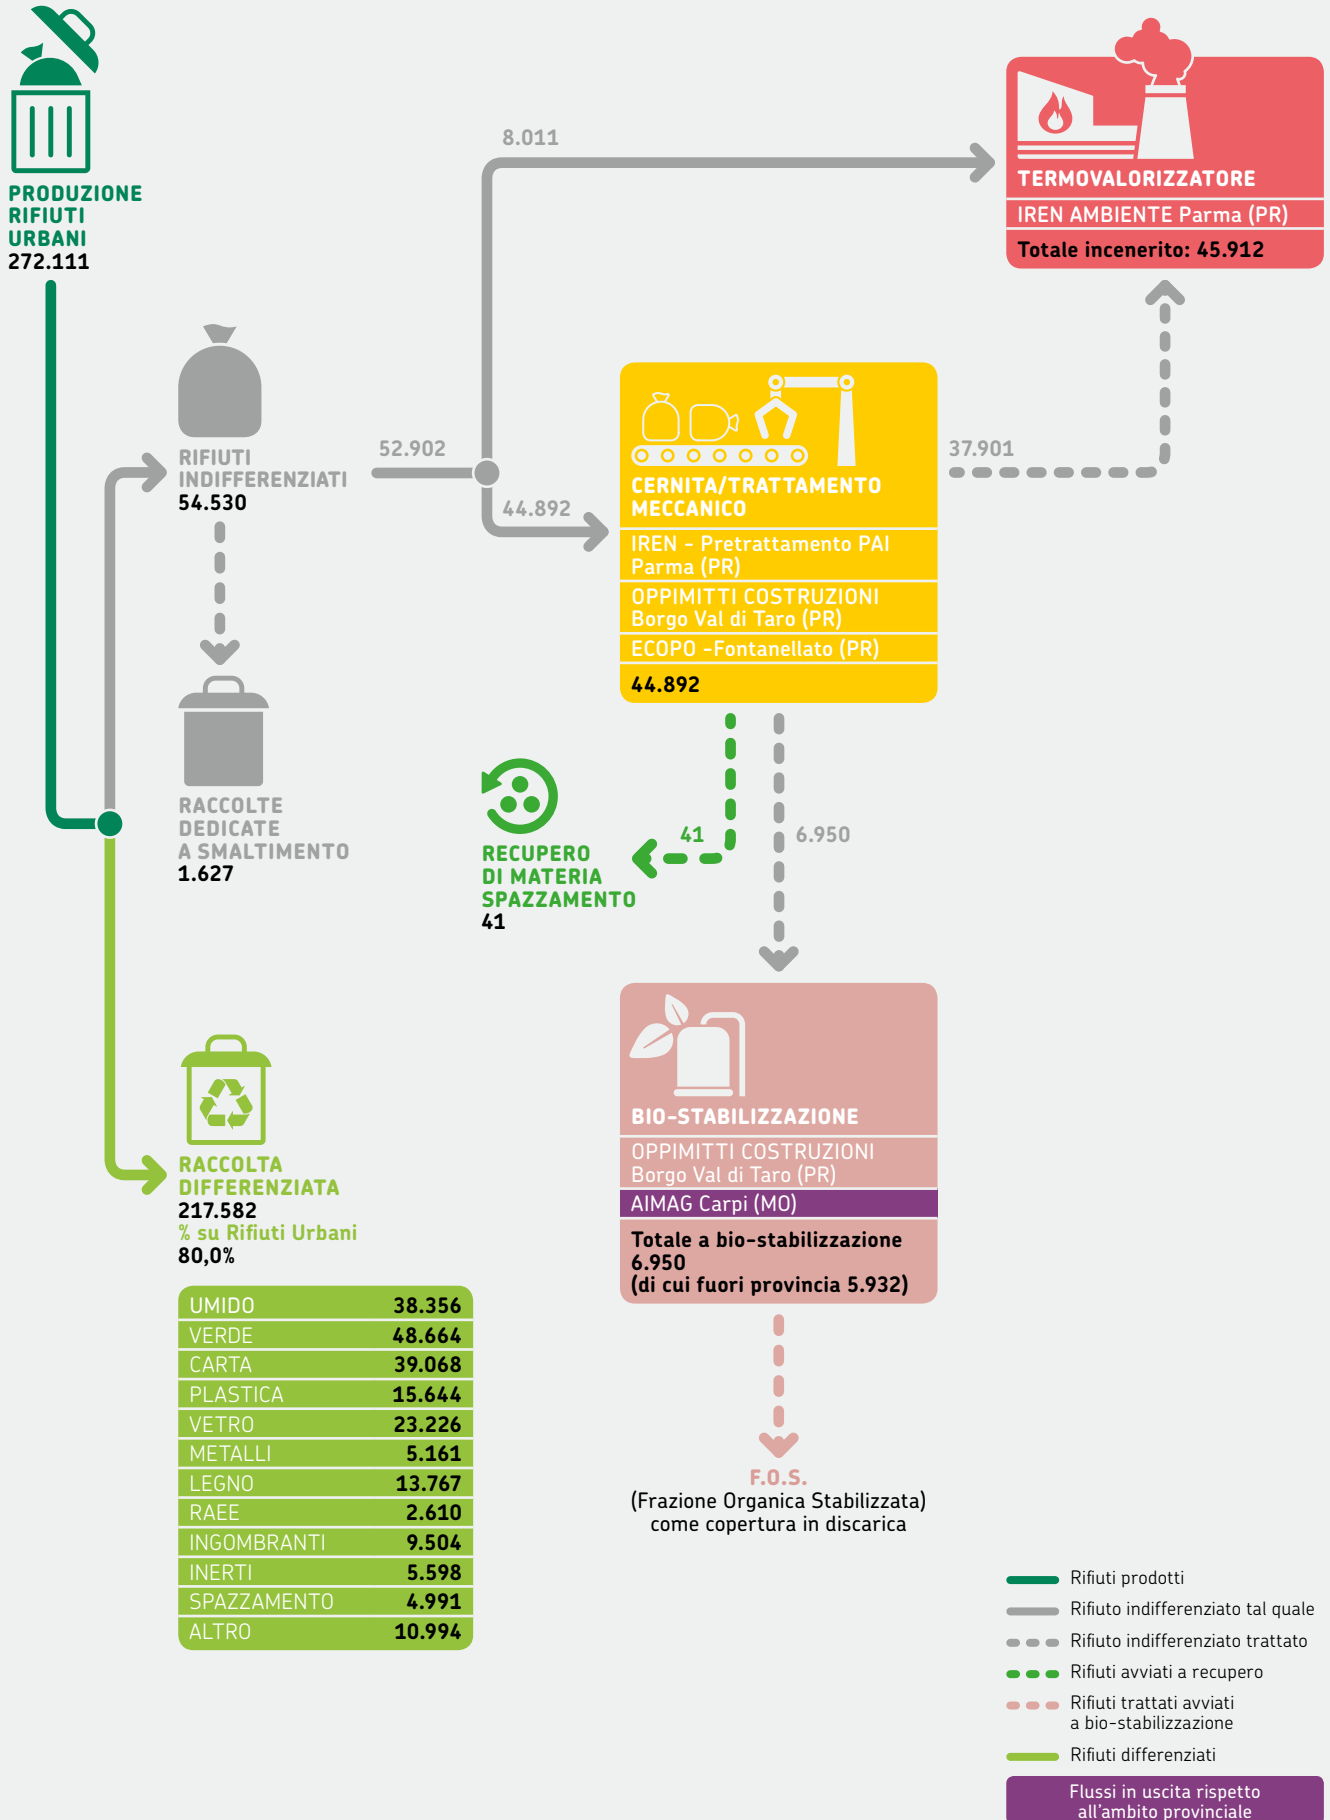 PRODUZIONE
RIFIUTI
URBANI
272.111
RIFIUTI
INDIFFERENZIATI
54.530
RACCOLTE
DEDICATE
A SMALTIMENTO
1.627
52.902
8.011
44.892
TERMOVALORIZZATORE
IREN AMBIENTE Parma (PR)
Totale incenerito: 45.912
CERNITA/TRATTAMENTO
MECCANICO
IREN - Pretrattamento PAI
Parma (PR)
OPPIMITTI COSTRUZIONI
Borgo Val di Taro (PR)
ECOPO -Fontanellato (PR)
44.892
37.901
41
6.950
RECUPERO
DI MATERIA
SPAZZAMENTO
41
BIO-STABILIZZAZIONE
OPPIMITTI COSTRUZIONI
Borgo Val di Taro (PR)
AIMAG Carpi (MO)
Totale a bio-stabilizzazione
6.950
(di cui fuori provincia 5.932)
F.O.S.
(Frazione Organica Stabilizzata)
come copertura in discarica
RACCOLTA
DIFFERENZIATA
217.582
% su Rifiuti Urbani
80,0%
UMIDO 38.356
VERDE 48.664
CARTA 39.068
PLASTICA 15.644
VETRO 23.226
METALLI 5.161
LEGNO 13.767
RAEE 2.610
INGOMBRANTI 9.504
INERTI 5.598
SPAZZAMENTO 4.991
ALTRO 10.994
Rifiuti prodotti
Rifiuto indifferenziato tal quale
Rifiuto indifferenziato trattato
Rifiuti avviati a recupero
Rifiuti trattati avviati
a bio-stabilizzazione
Rifiuti differenziati
Flussi in uscita rispetto
all'ambito provinciale